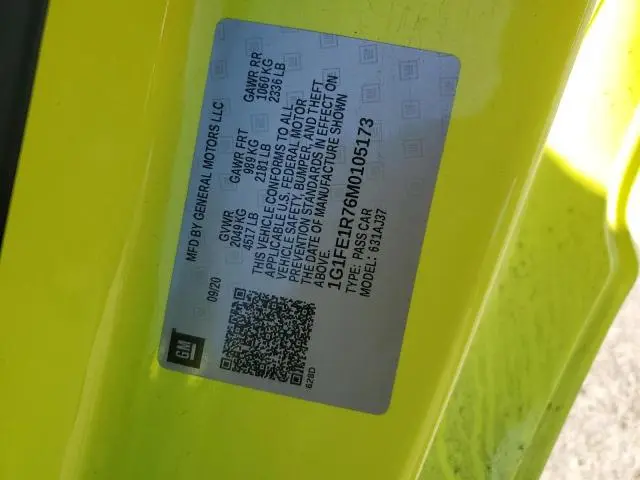 MFD BY GENERAL MOTORS LLC
09/20
GVWR
2049 KG
4517 LB
GAWR FRT
989 KG
2181 LB
GAWR RR
1060 KG
2336 LB
THIS VEHICLE CONFORMS TO ALL
APPLICABLE U.S. FEDERAL MOTOR
VEHICLE SAFETY, BUMPER, AND THEFT
PREVENTION STANDARDS IN EFFECT ON
THE DATE OF MANUFACTURE SHOWN
ABOVE.
1G1FE1R76M0105173
TYPE: PASS CAR
MODEL: 631AJ37
GM
628D